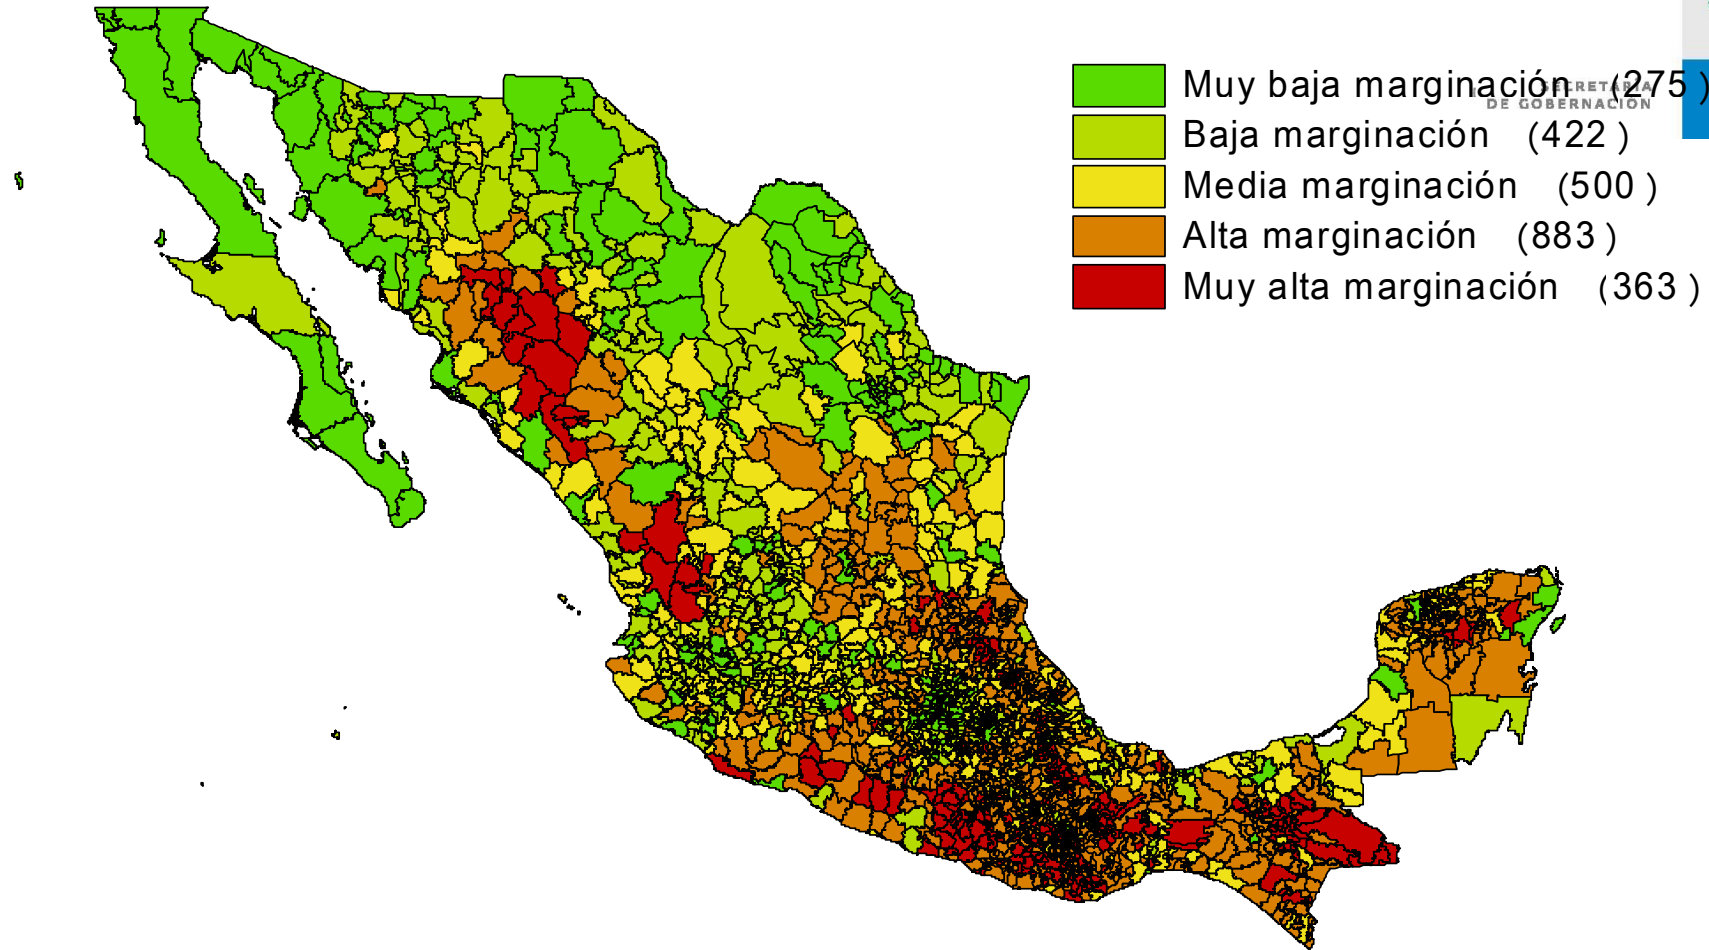 Muy baja marginación (275)
SECRETARÍA
DE GOBERNACIÓN
Baja marginación (422)
Media marginación (500)
Alta marginación (883)
Muy alta marginación (363)